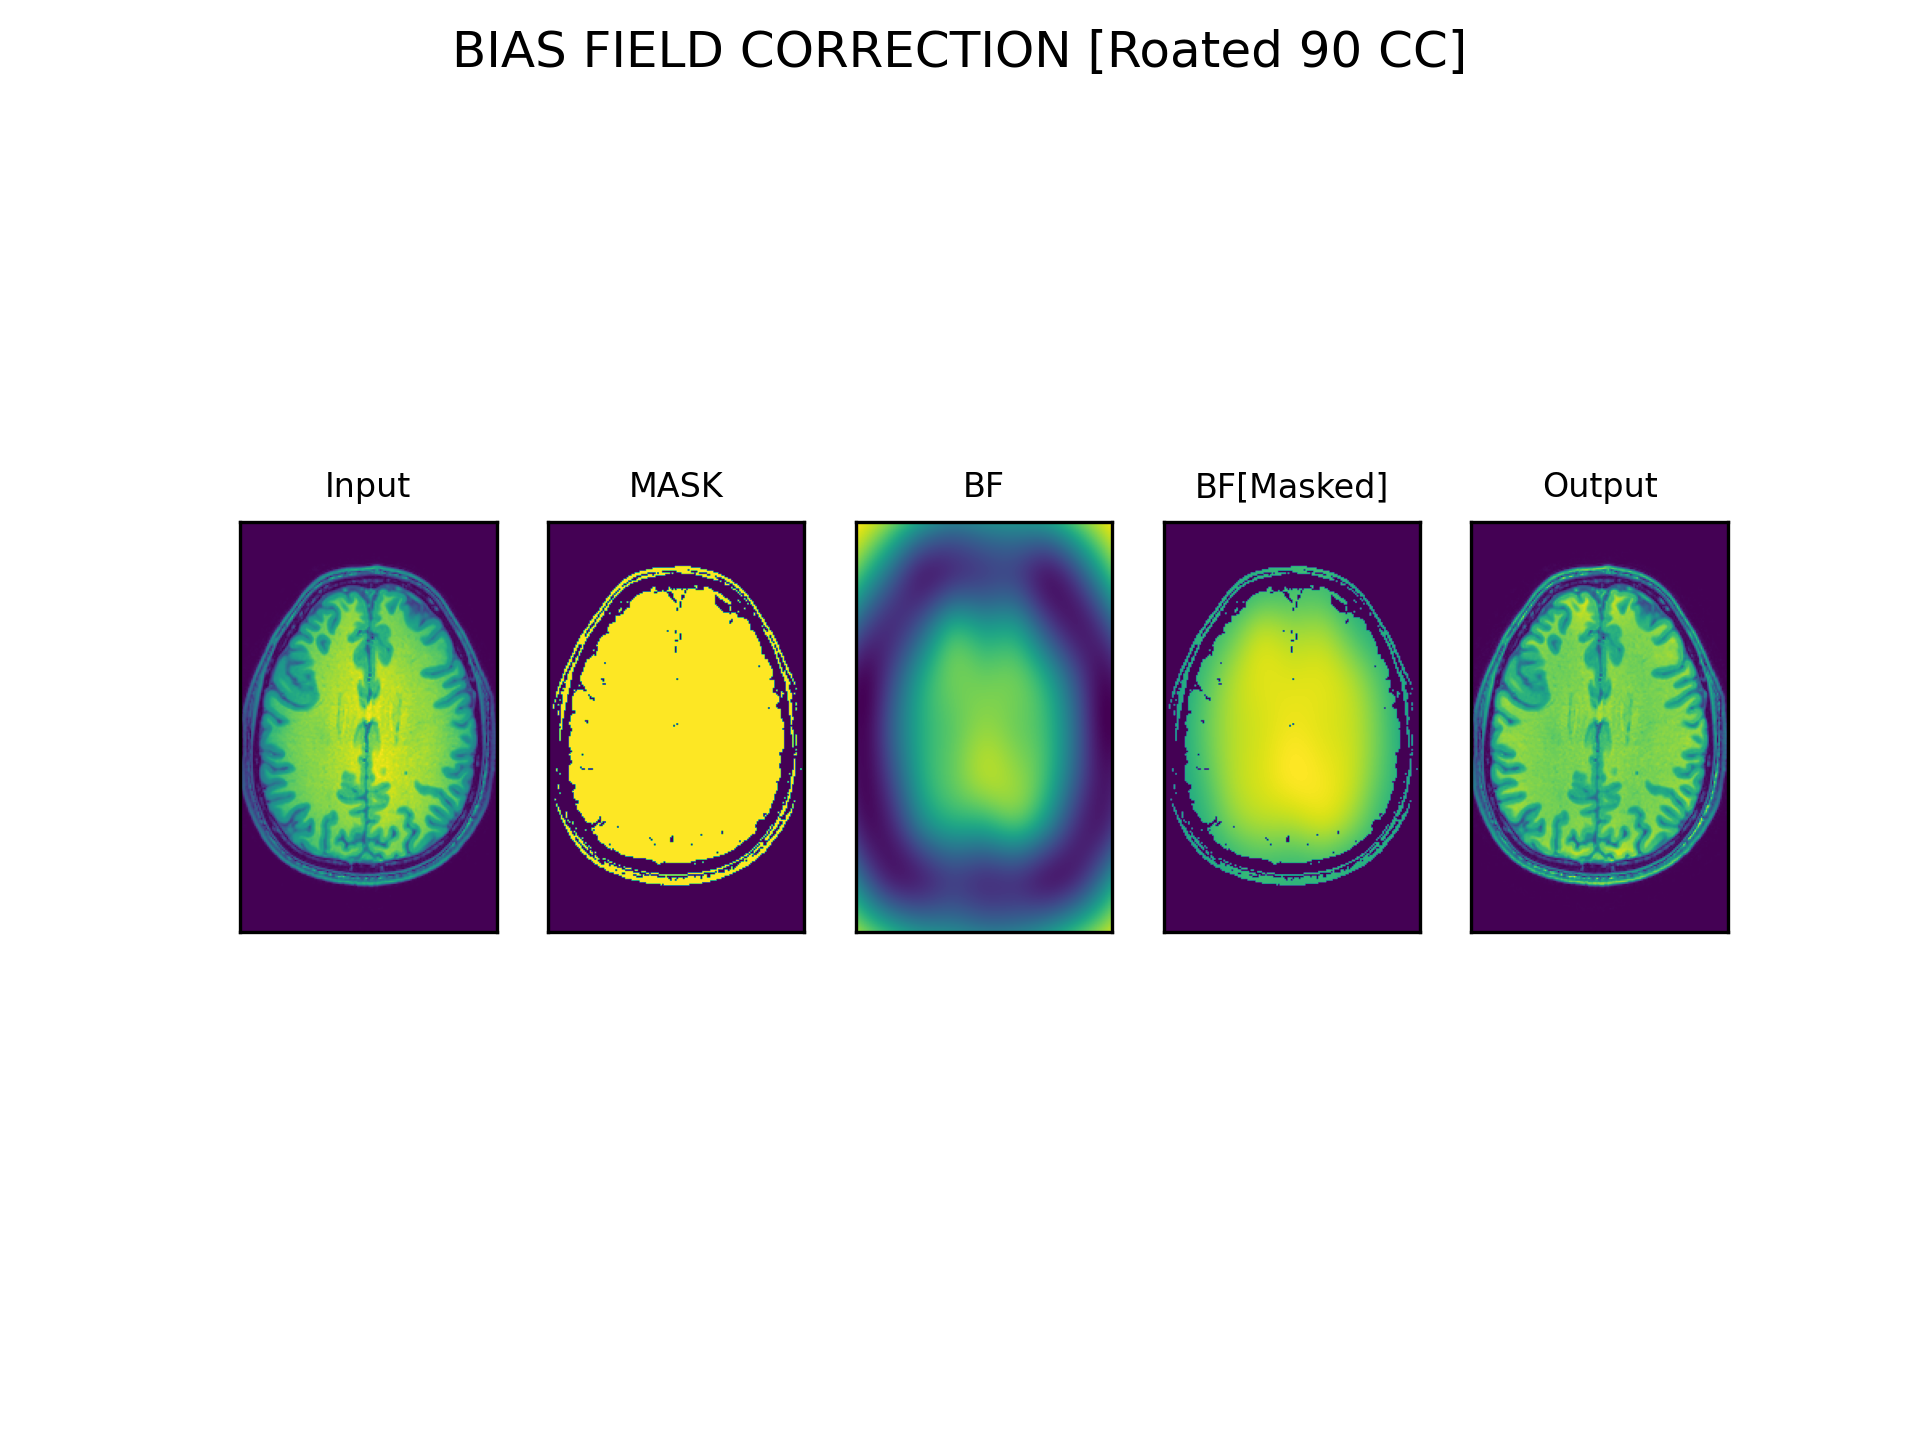 BIAS FIELD CORRECTION [Roated 90 CC]
Input
MASK
BF
BF[Masked]
Output